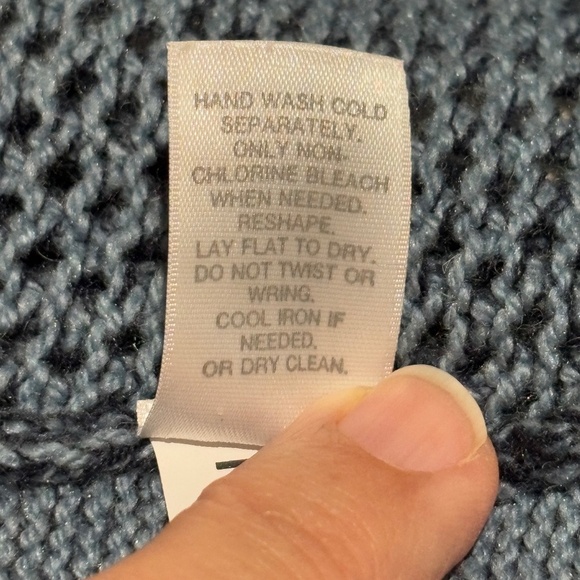 HAND WASH COLD
SEPARATELY.
ONLY NON-
CHLORINE BLEACH
WHEN NEEDED.
RESHAPE.
LAY FLAT TO DRY.
DO NOT TWIST OR
WRING.
COOL IRON IF
NEEDED.
OR DRY CLEAN.